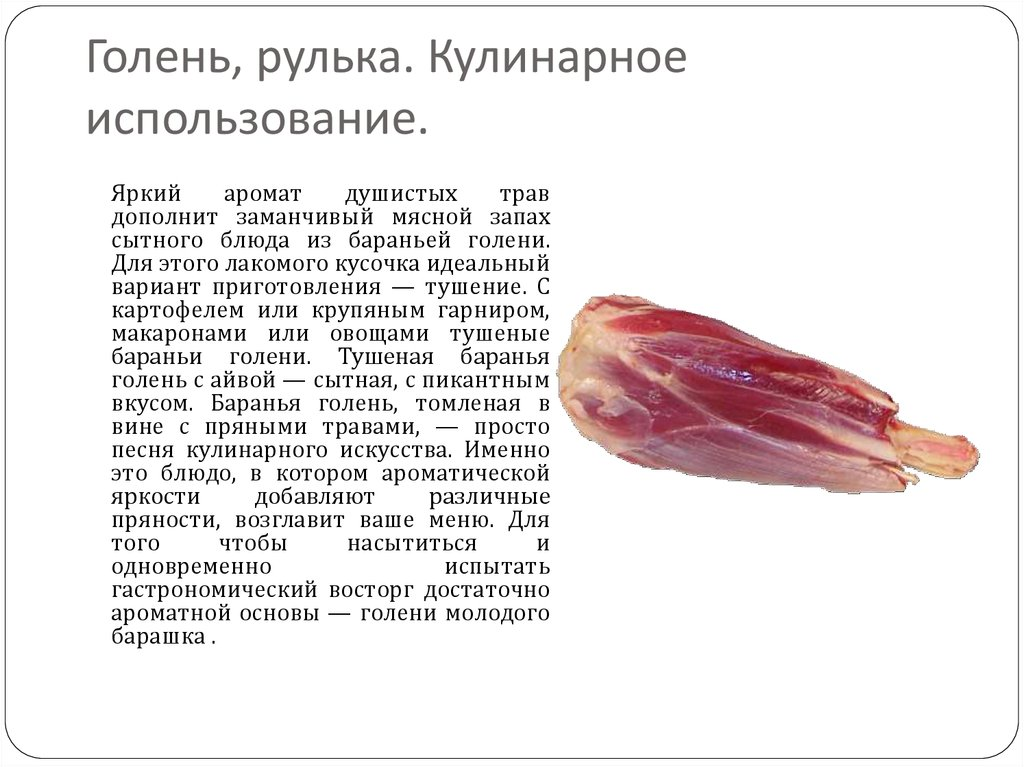 Голень, рулька. Кулинарное
использование.
Яркий аромат душистых трав
дополнит заманчивый мясной запах
сытного блюда из бараньей голени.
Для этого лакомого кусочка идеальный
вариант приготовления — тушение. С
картофелем или крупяным гарниром,
макаронами или овощами тушеные
бараньи голени. Тушеная баранья
голень с айвой — сытная, с пикантным
вкусом. Баранья голень, томленая в
вине с пряными травами, — просто
песня кулинарного искусства. Именно
это блюдо, в котором ароматической
яркости добавляют различные
пряности, возглавит ваше меню. Для
того чтобы насытиться и
одновременно испытать
гастрономический восторг достаточно
ароматной основы — голени молодого
барашка .